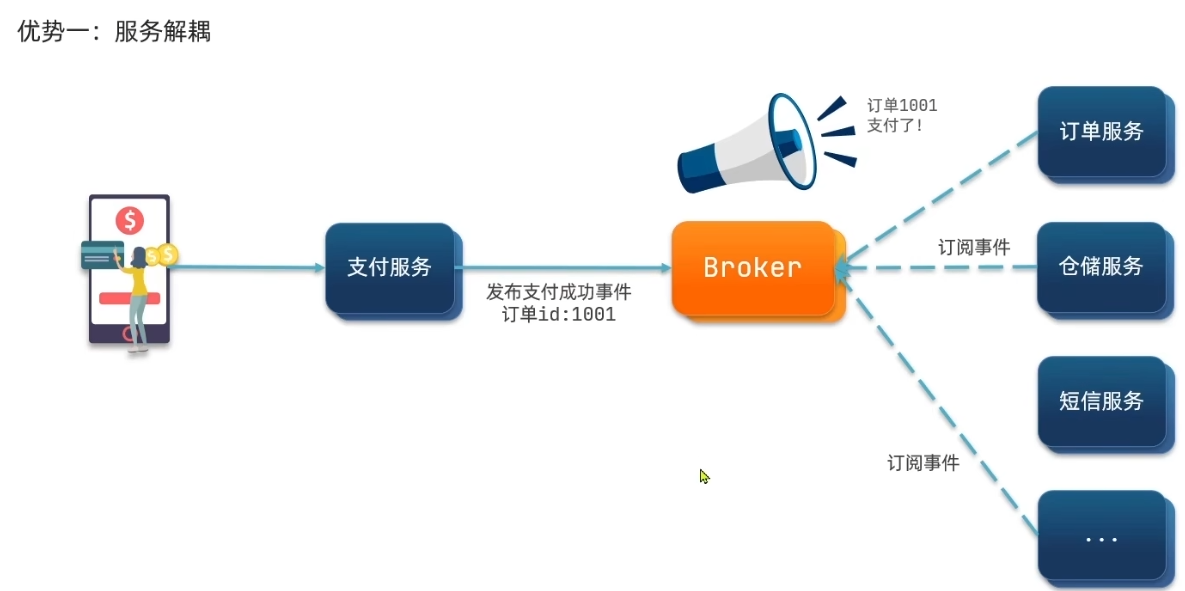 优势一：服务解耦
订单1001
支付了！
订单服务
支付服务
Broker
订阅事件
仓储服务
发布支付成功事件
订单id:1001
短信服务
订阅事件
...
$
$
$